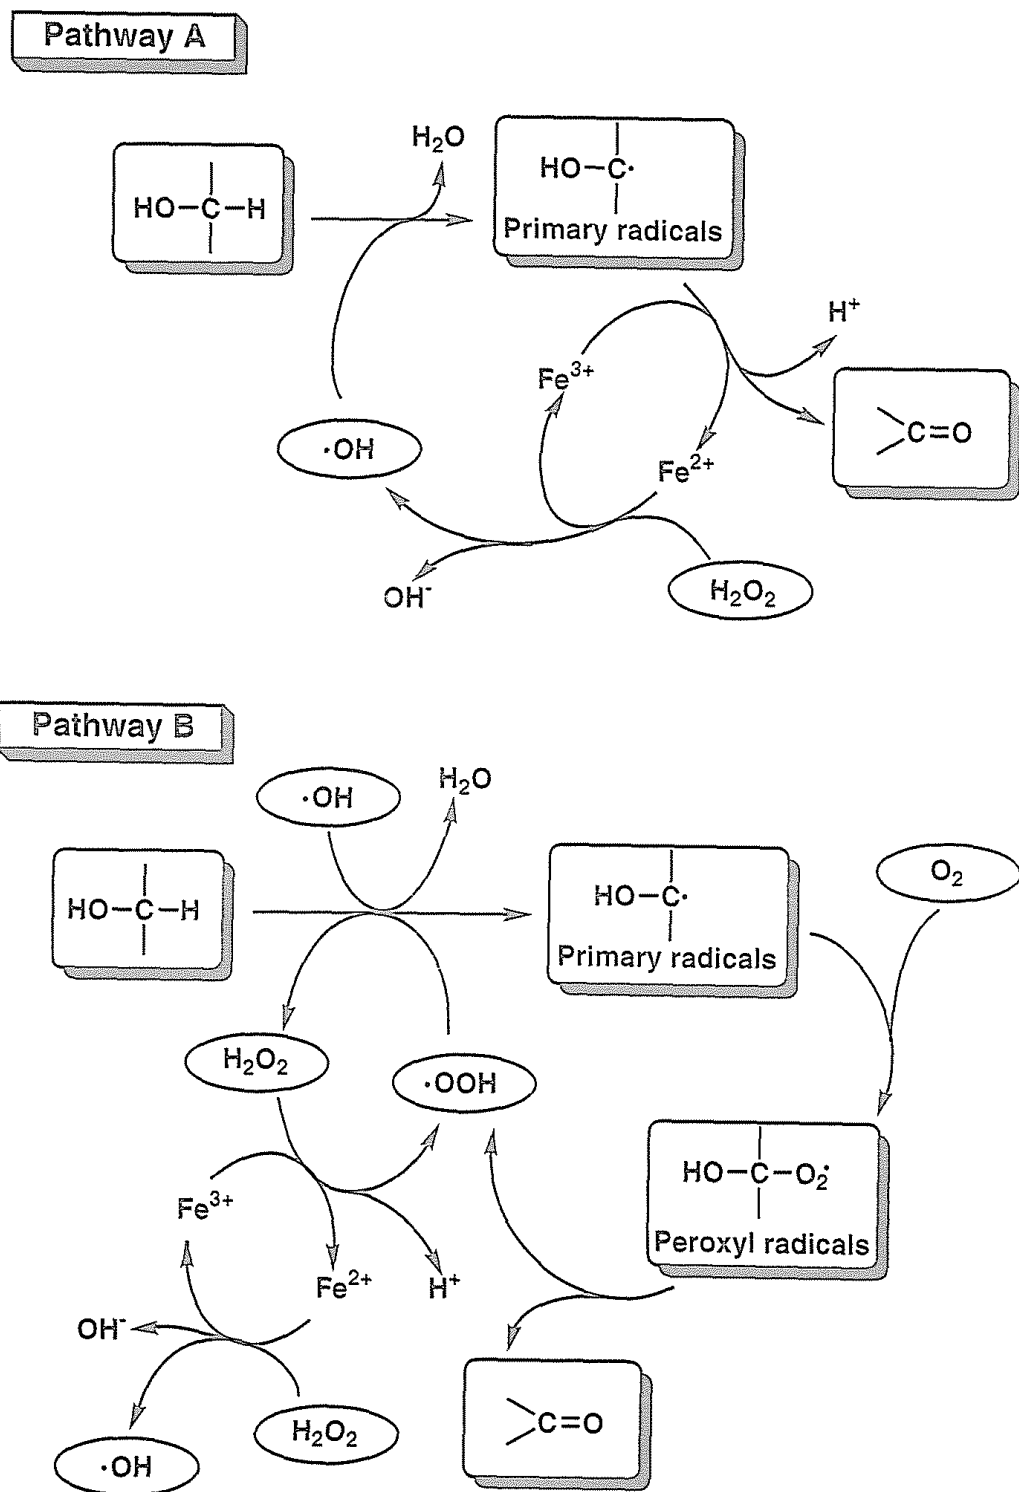 Pathway A
H₂O
HO–C–H
HO–C·
Primary radicals
H⁺
Fe³⁺
C=O
·OH
Fe²⁺
OH⁻
H₂O₂
Pathway B
·OH
H₂O
HO–C–H
HO–C·
Primary radicals
O₂
H₂O₂
·OOH
HO–C–O₂·
Peroxyl radicals
Fe³⁺
Fe²⁺
H⁺
OH⁻
C=O
H₂O₂
·OH